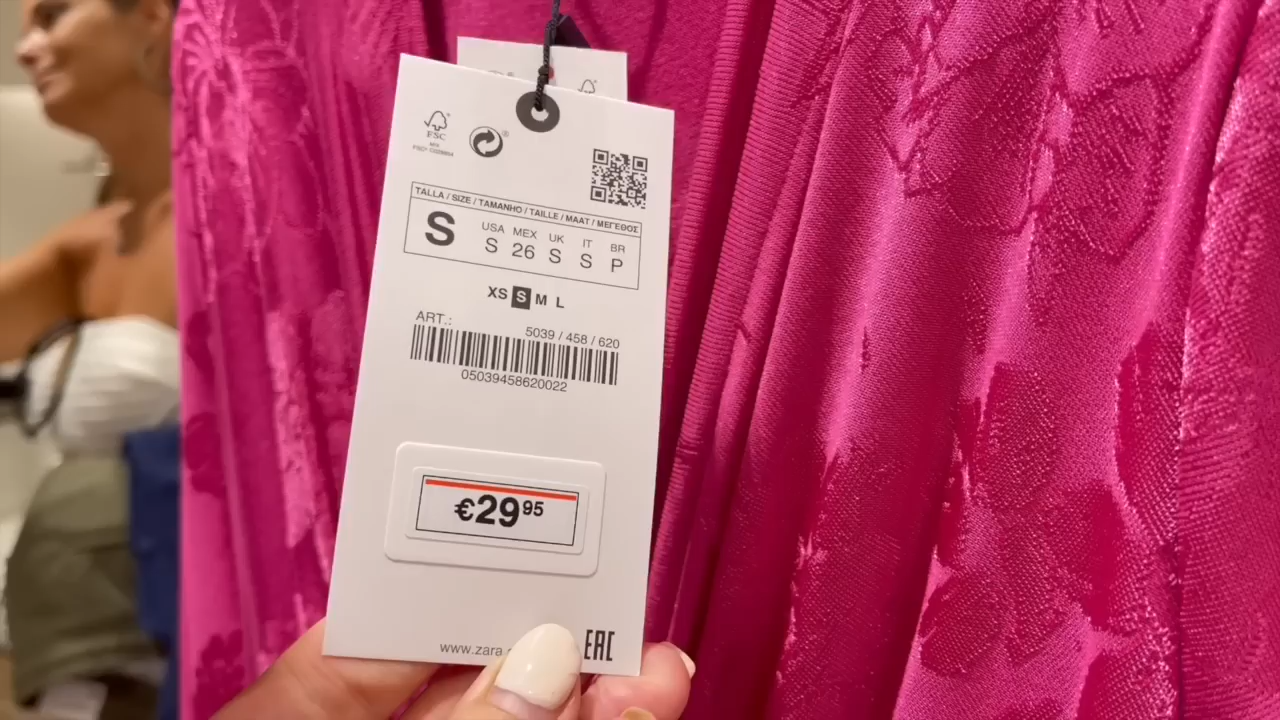 FSC
MIX
TALLA / SIZE / TAMANHO / TAILLE / MAAT / ΜΕΓΕΘΟΣ
S
USA MEX UK IT BR
S 26 S S P
XS S M L
ART.:
5039 / 458 / 620
05039458620022
€29 95
www.zara
EAC